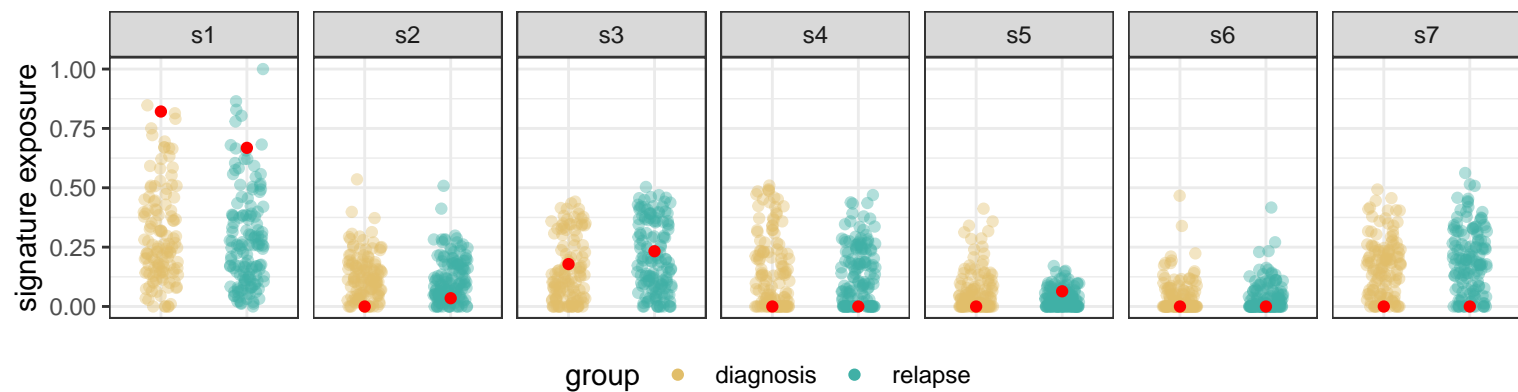 s1 s2 s3 s4 s5 s6 s7
signature exposure
1.00
0.75
0.50
0.25
0.00
group diagnosis relapse